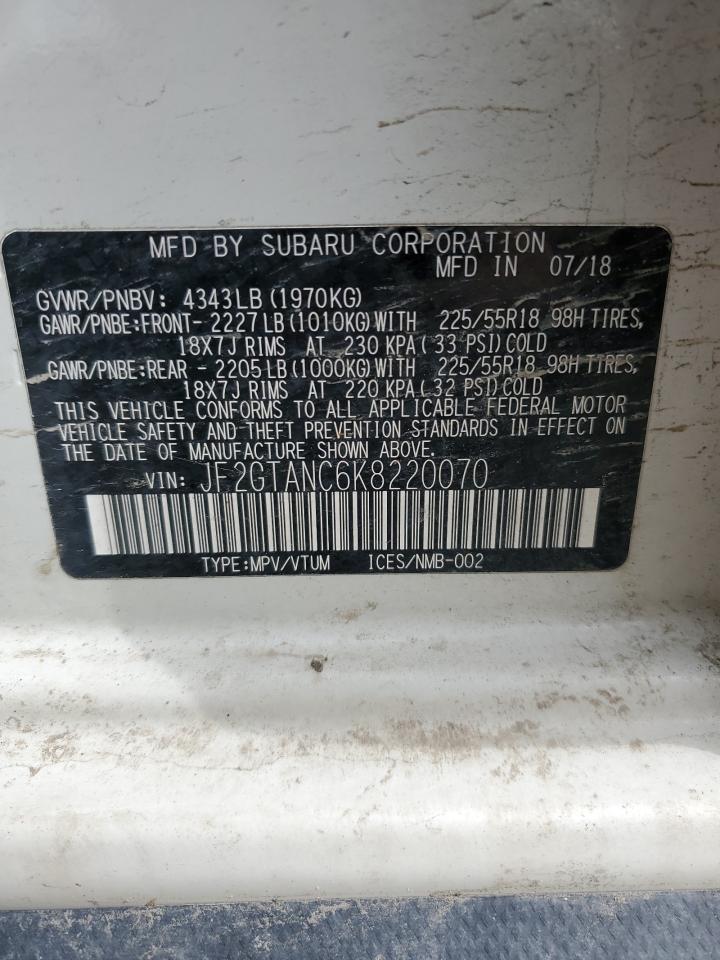 MFD BY SUBARU CORPORATION
MFD IN 07/18
GVWR/PNBV: 4343LB (1970KG)
GAWR/PNBE:FRONT- 2227 LB (1010KG) WITH 225/55R18 98H TIRES,
18X7J RIMS AT 230 KPA( 33 PSI) COLD
GAWR/PNBE:REAR - 2205 LB (1000KG) WITH 225/55R18 98H TIRES,
18X7J RIMS AT 220 KPA( 32 PSI) COLD
THIS VEHICLE CONFORMS TO ALL APPLICABLE FEDERAL MOTOR
VEHICLE SAFETY AND THEFT PREVENTION STANDARDS IN EFFECT ON
THE DATE OF MANUFACTURE SHOWN ABOVE.
VIN: JF2GTANC6K8220070
TYPE:MPV/VTUM ICES/NMB-002